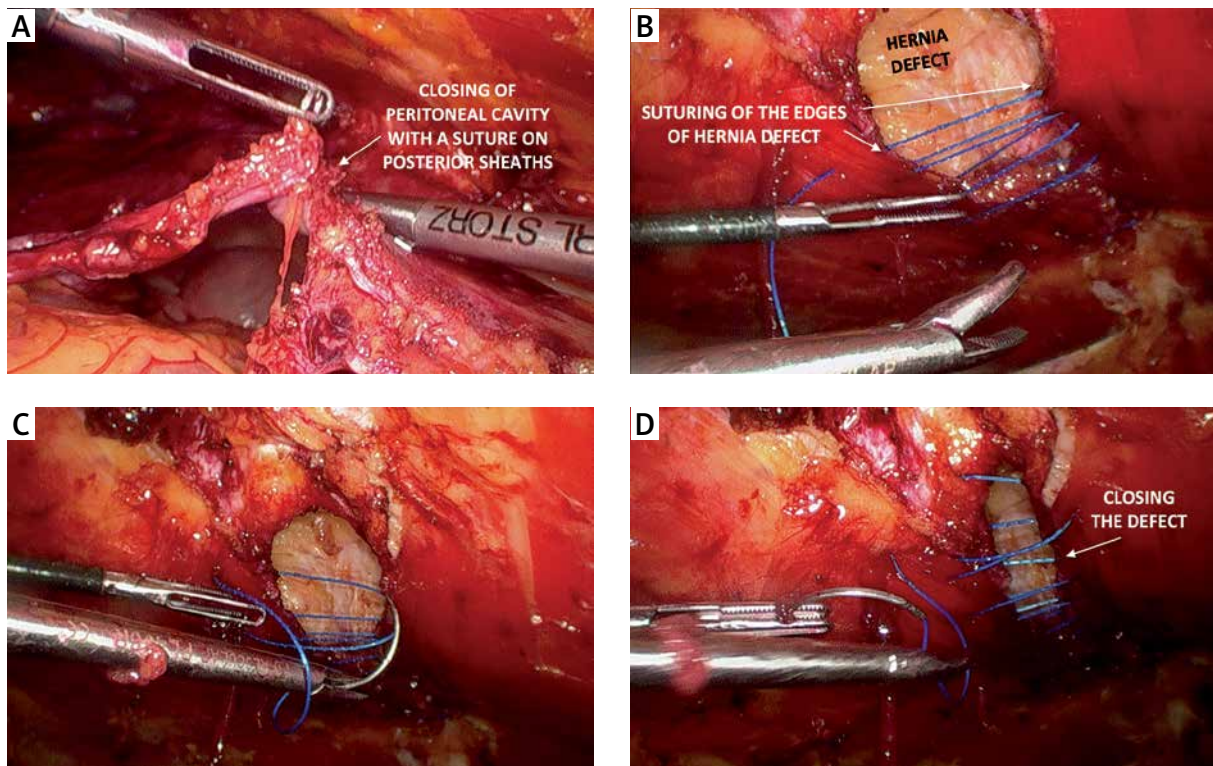 A
CLOSING OF
PERITONEAL CAVITY
WITH A SUTURE ON
POSTERIOR SHEATHS
RL STORZ
B
HERNIA
DEFECT
SUTURING OF THE EDGES
OF HERNIA DEFECT
C
D
CLOSING
THE DEFECT